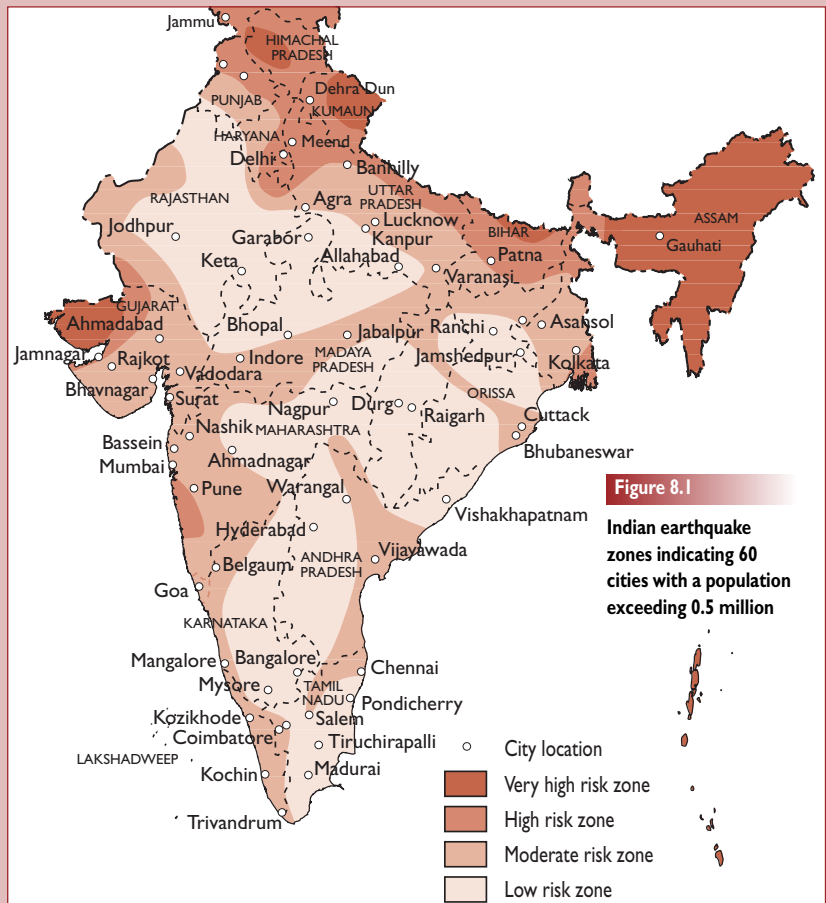 Jammu
HIMACHAL
PRADESH
Dehra Dun
PUNJAB
KUMAUN
HARYANA
Meend
Delhi
Banhilly
RAJASTHAN
UTTAR
PRADESH
Agra
Lucknow
ASSAM
Jodhpur
Garabor
Kanpur
BIHAR
Gauhati
Keta
Allahabad
Patna
Varanasi
GUJARAT
Ahmadabad
Bhopal
Jabalpur
Ranchi
Asahsol
Jamnagar
Rajkot
Indore
MADAYA
PRADESH
Jamshedpur
Kolkata
Vadodara
Bhavnagar
Surat
ORISSA
Nagpur
Durg
Raigarh
Cuttack
Nashik
MAHARASHTRA
Bhubaneswar
Bassein
Mumbai
Ahmadnagar
Pune
Warangal
Vishakhapatnam
Hyderabad
ANDHRA
PRADESH
Vijayawada
Belgaum
Goa
KARNATAKA
Mangalore
Bangalore
Chennai
Mysore
TAMIL
NADU
Pondicherry
Kozikhode
Salem
Coimbatore
Tiruchirapalli
LAKSHADWEEP
Kochin
Madurai
Trivandrum
Figure 8.1
Indian earthquake
zones indicating 60
cities with a population
exceeding 0.5 million
City location
Very high risk zone
High risk zone
Moderate risk zone
Low risk zone